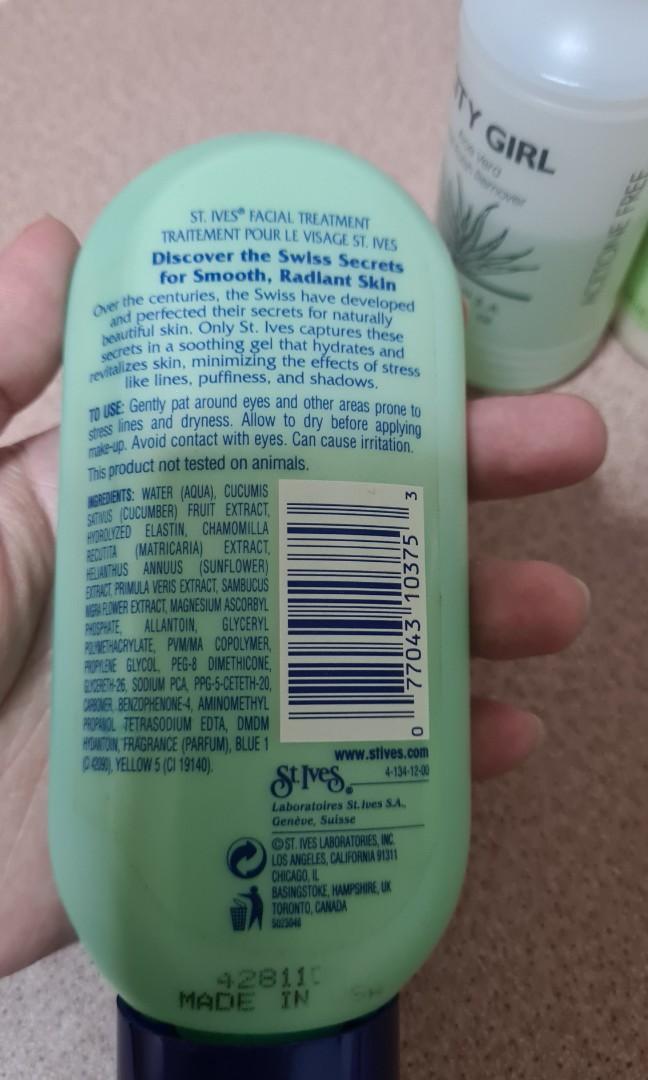 ST. IVES® FACIAL TREATMENT
TRAITEMENT POUR LE VISAGE ST. IVES
Discover the Swiss Secrets
for Smooth, Radiant Skin
Over the centuries, the Swiss have developed
and perfected their secrets for naturally
beautiful skin. Only St. Ives captures these
secrets in a soothing gel that hydrates and
revitalizes skin, minimizing the effects of stress
like lines, puffiness, and shadows.
TO USE: Gently pat around eyes and other areas prone to
stress lines and dryness. Allow to dry before applying
make-up. Avoid contact with eyes. Can cause irritation.
This product not tested on animals.
INGREDIENTS: WATER (AQUA), CUCUMIS
SATIVUS (CUCUMBER) FRUIT EXTRACT,
HYDROLYZED ELASTIN, CHAMOMILLA
RECUTITA (MATRICARIA) EXTRACT,
HELIANTHUS ANNUUS (SUNFLOWER)
EXTRACT, PRIMULA VERIS EXTRACT, SAMBUCUS
NIGRA FLOWER EXTRACT, MAGNESIUM ASCORBYL
PHOSPHATE, ALLANTOIN, GLYCERYL
POLYMETHACRYLATE, PVM/MA COPOLYMER,
PROPYLENE GLYCOL, PEG-8 DIMETHICONE,
GLYCERETH-26, SODIUM PCA, PPG-5-CETETH-20,
CARBOMER, BENZOPHENONE-4, AMINOMETHYL
PROPANOL, TETRASODIUM EDTA, DMDM
HYDANTOIN, FRAGRANCE (PARFUM), BLUE 1
(CI 42090), YELLOW 5 (CI 19140).
0 77043 10375 3
www.stives.com
4-134-12-00
St. Ives®
Laboratoires St. Ives S.A.,
Genève, Suisse
© ST. IVES LABORATORIES, INC.
LOS ANGELES, CALIFORNIA 91311
CHICAGO, IL
BASINGSTOKE, HAMPSHIRE, UK
TORONTO, CANADA
MADE IN
GIRL
Remover
ACETONE FREE